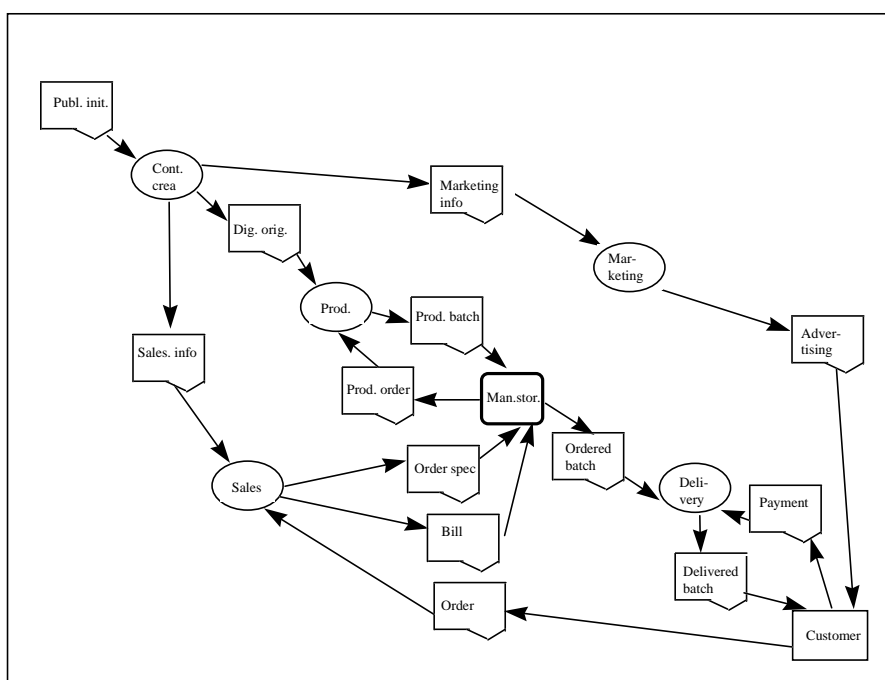 Publ. init.
Cont.
crea
Marketing
info
Dig. orig.
Mar-
keting
Prod.
Prod. batch
Adver-
tising
Sales. info
Prod. order
Man.stor.
Ordered
batch
Order spec
Sales
Deli-
very
Payment
Bill
Delivered
batch
Order
Customer